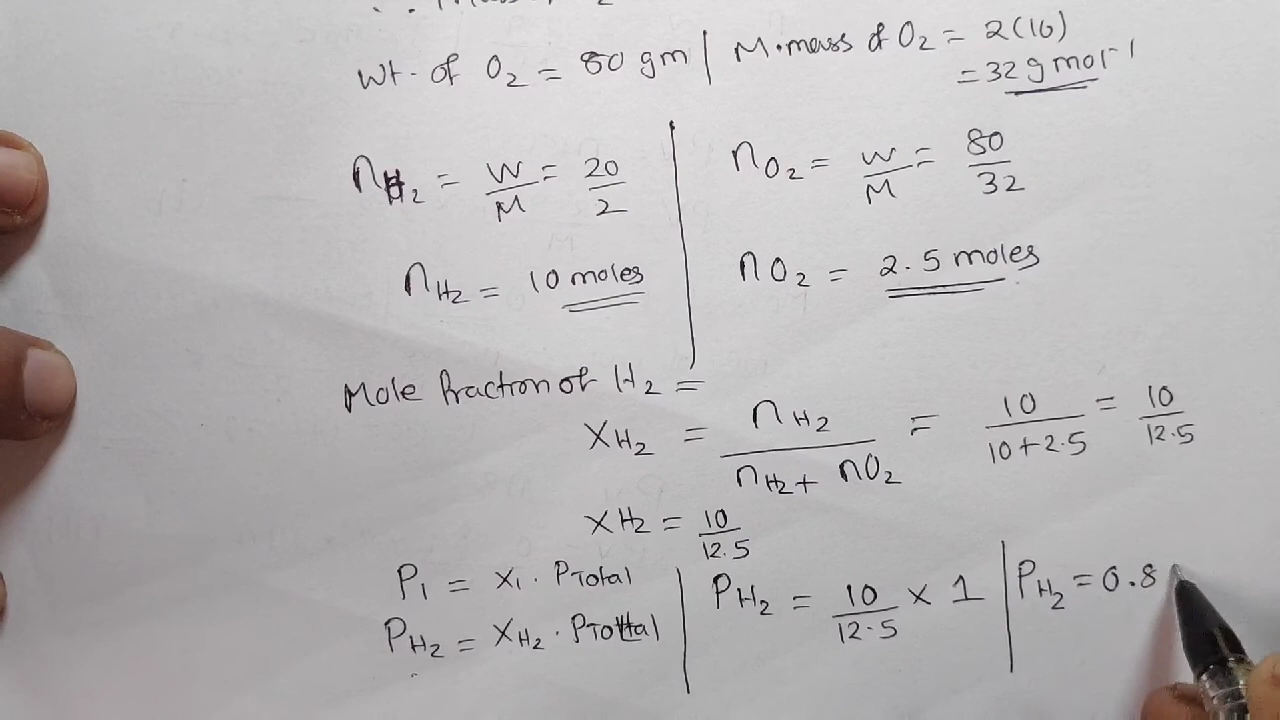 Wt. of O2 = 80 gm | M.mass of O2 = 2(16)
= 32 g mol-1
nH2 = W/M = 20/2
nH2 = 10 moles
nO2 = W/M = 80/32
nO2 = 2.5 moles
Mole fraction of H2 =
XH2 = nH2/nH2+ nO2 = 10/10+2.5 = 10/12.5
XH2 = 10/12.5
P1 = X1 . PTotal
PH2 = XH2 . PTotal
PH2 = 10/12.5 × 1
PH2 = 0.8